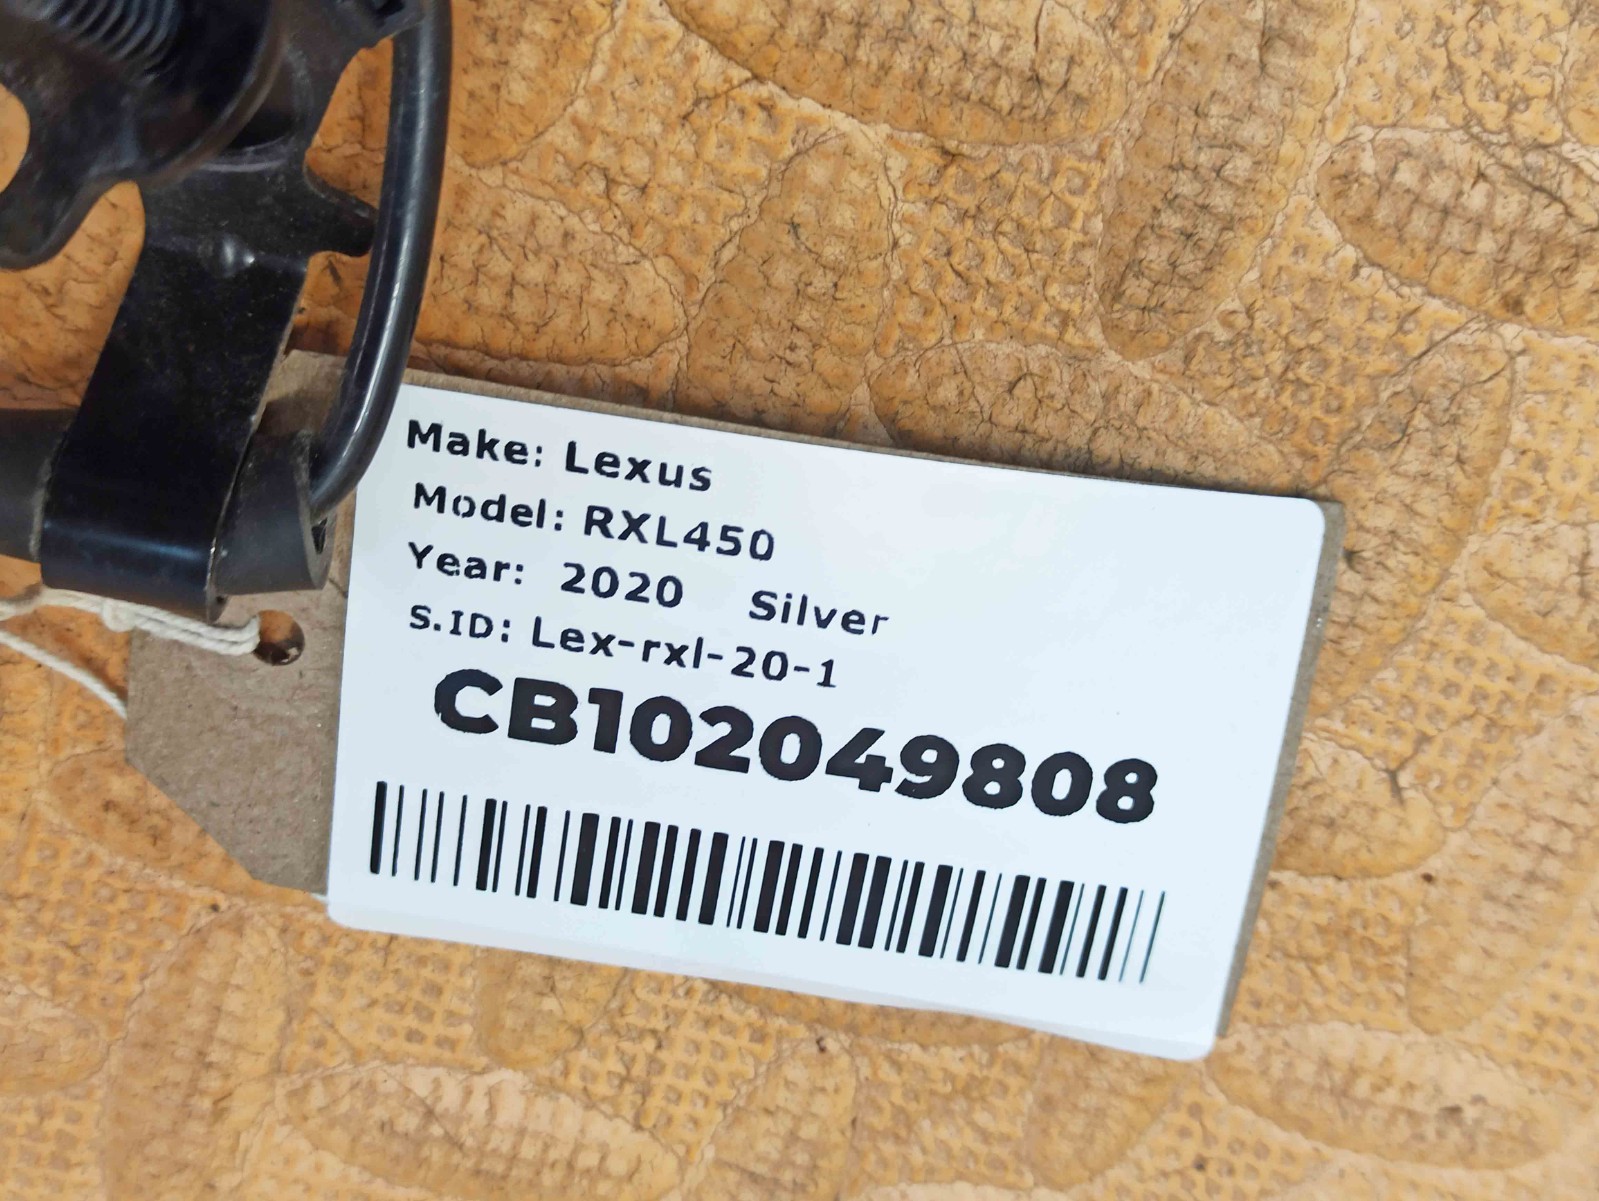 Make: Lexus
Model: RXL450
Year: 2020 Silver
S.ID: Lex-rxl-20-1
CB102049808